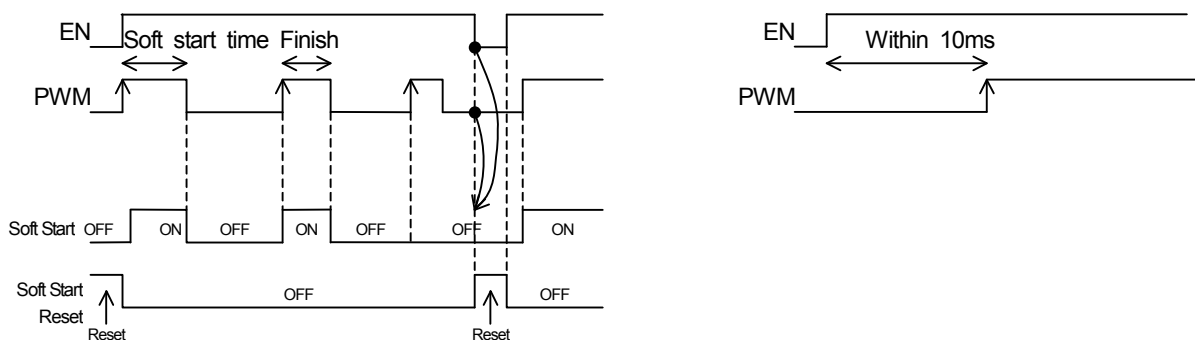 EN
Soft start time Finish
PWM
Soft Start OFF ON OFF ON OFF OFF ON
Soft Start
Reset
OFF OFF
Reset Reset
EN
Within 10ms
PWM